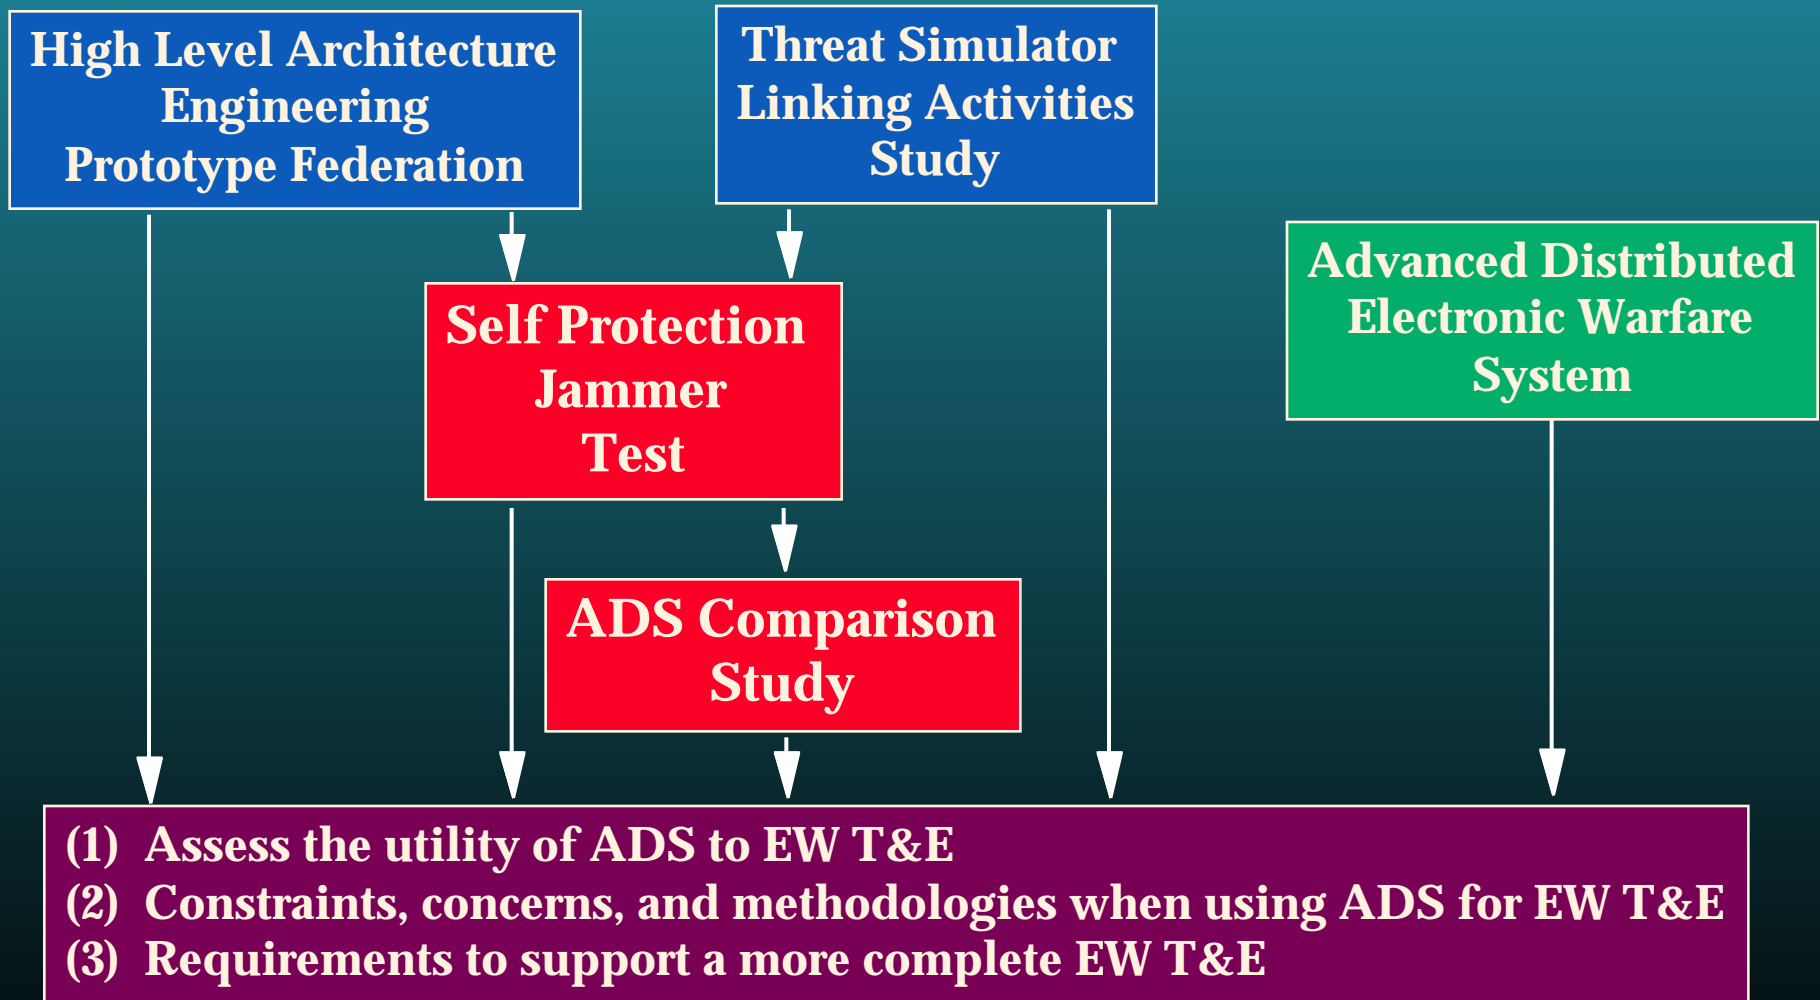 High Level Architecture
Engineering
Prototype Federation
Threat Simulator
Linking Activities
Study
Advanced Distributed
Electronic Warfare
System
Self Protection
Jammer
Test
ADS Comparison
Study
(1) Assess the utility of ADS to EW T&E
(2) Constraints, concerns, and methodologies when using ADS for EW T&E
(3) Requirements to support a more complete EW T&E